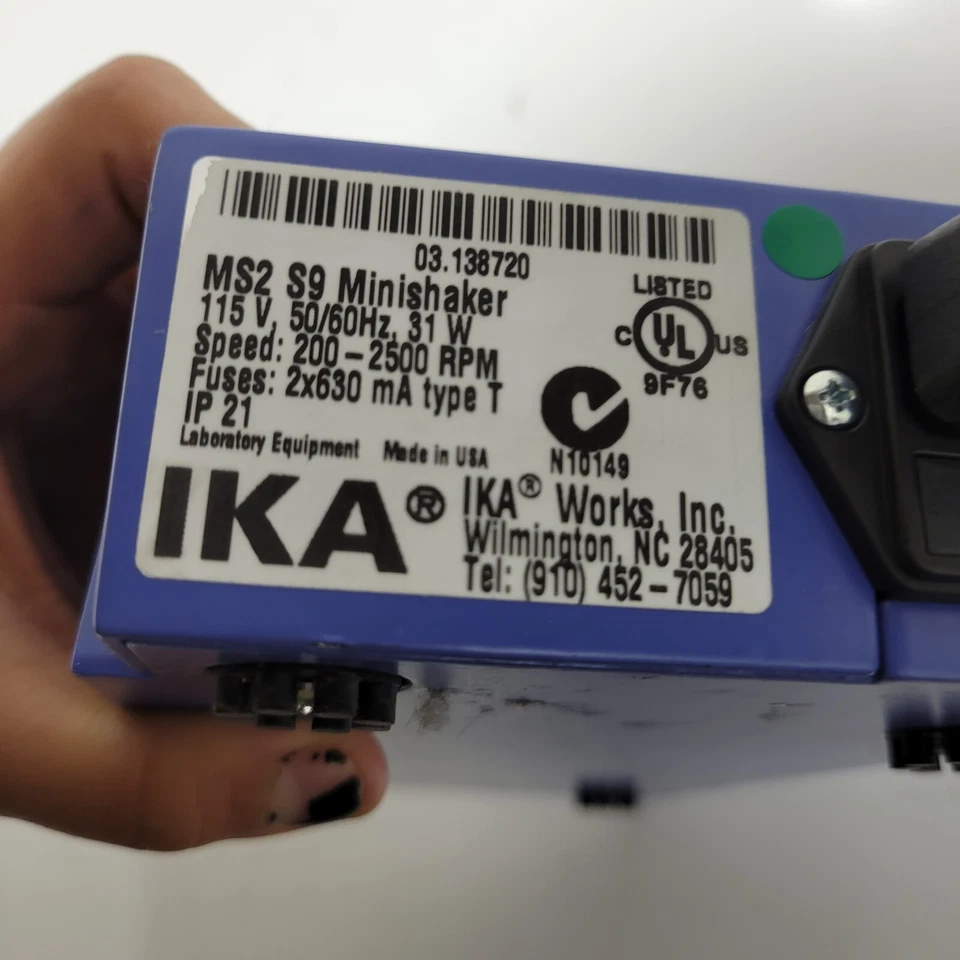 03.138720
MS2 S9 Minishaker
115 V, 50/60Hz, 31 W
Speed: 200-2500 RPM
Fuses: 2x630 mA type T
IP 21
Laboratory Equipment Made in USA
LISTED
C UL US
9F76
N10149
IKA®
IKA® Works, Inc.
Wilmington, NC 28405
Tel: (910) 452-7059